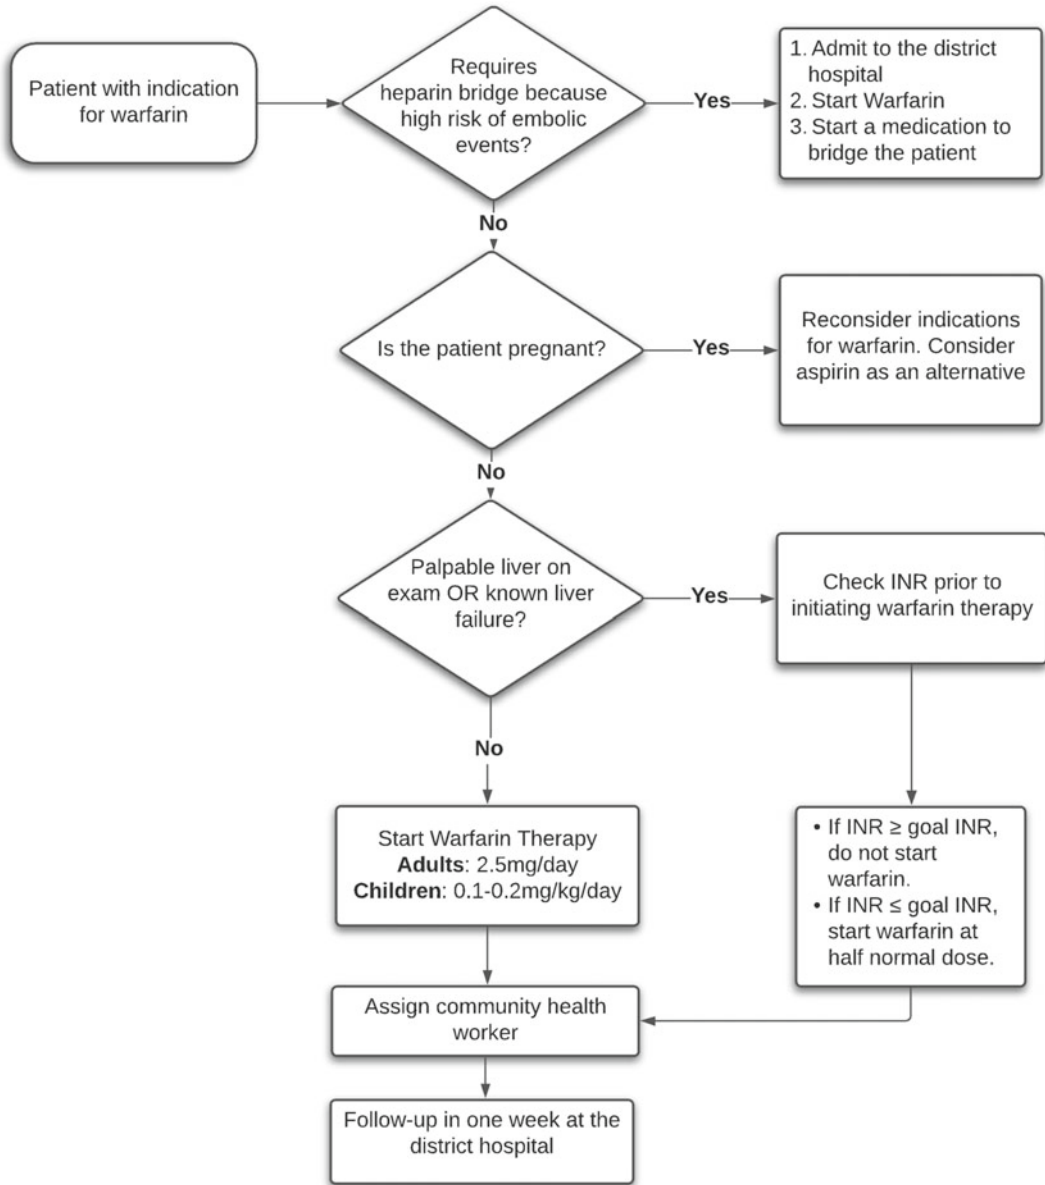 Patient with indication
for warfarin
Requires
heparin bridge because
high risk of embolic
events?
Yes
1. Admit to the district
hospital
2. Start Warfarin
3. Start a medication to
bridge the patient
No
Is the patient pregnant?
Yes
Reconsider indications
for warfarin. Consider
aspirin as an alternative
No
Palpable liver on
exam OR known liver
failure?
Yes
Check INR prior to
initiating warfarin therapy
No
Start Warfarin Therapy
Adults: 2.5mg/day
Children: 0.1-0.2mg/kg/day
• If INR ≥ goal INR,
do not start
warfarin.
• If INR ≤ goal INR,
start warfarin at
half normal dose.
Assign community health
worker
Follow-up in one week at the
district hospital